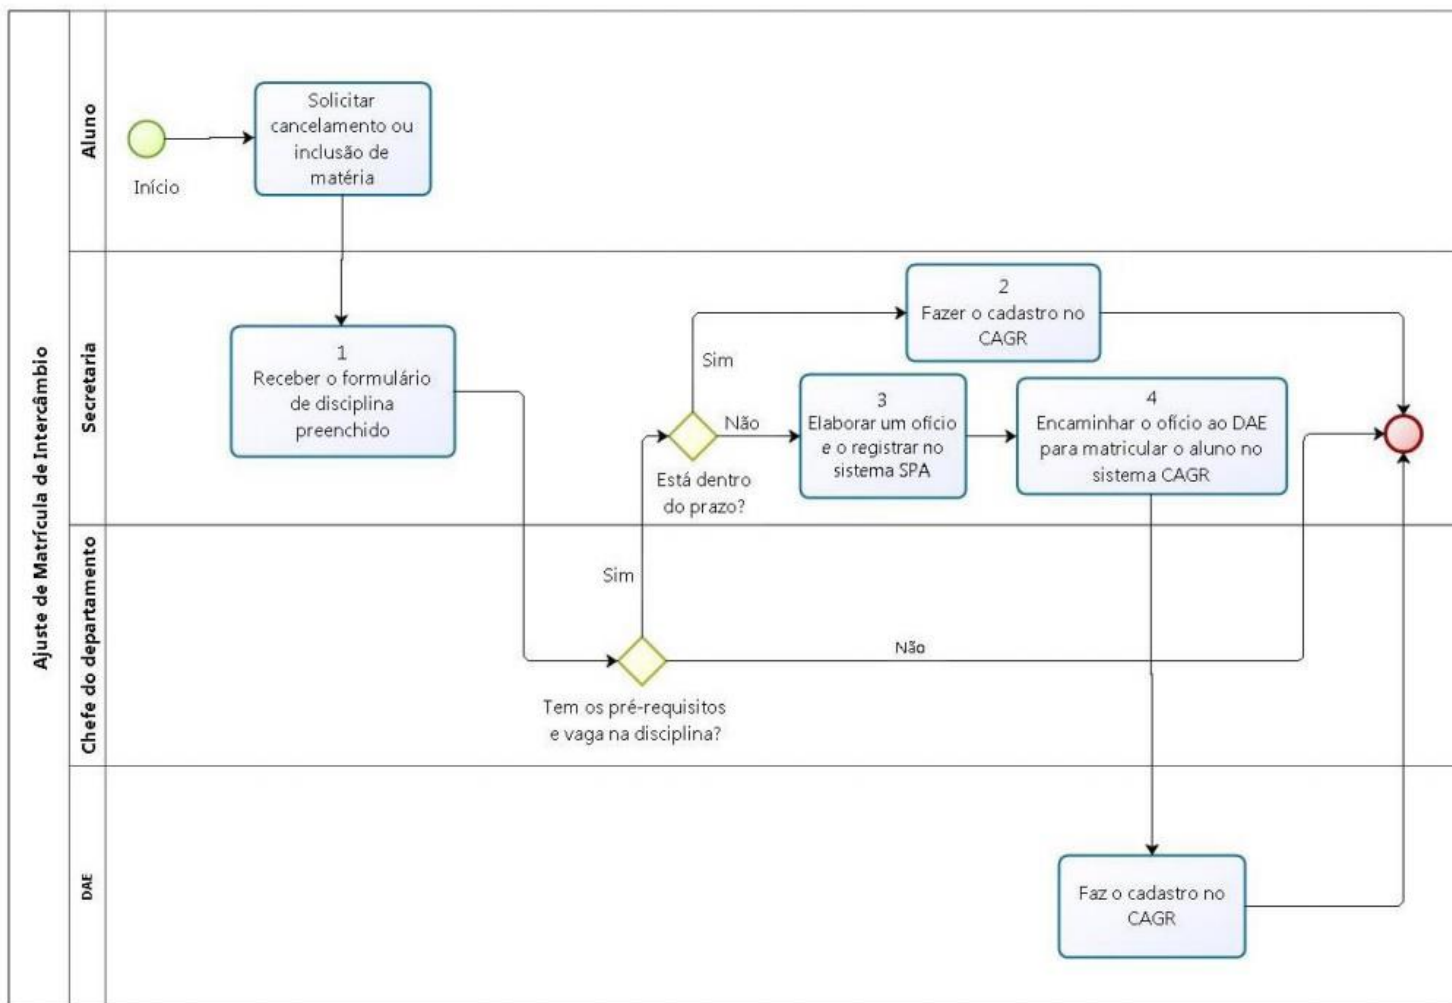 Ajuste de Matrícula de Intercâmbio
Aluno
Início
Solicitar
cancelamento ou
inclusão de
matéria
Secretaria
1
Receber o formulário
de disciplina
preenchido
Sim
Está dentro
do prazo?
Não
2
Fazer o cadastro no
CAGR
3
Elaborar um ofício
e o registrar no
sistema SPA
4
Encaminhar o ofício ao DAE
para matricular o aluno no
sistema CAGR
Chefe do departamento
Sim
Tem os pré-requisitos
e vaga na disciplina?
Não
DAE
Faz o cadastro no
CAGR